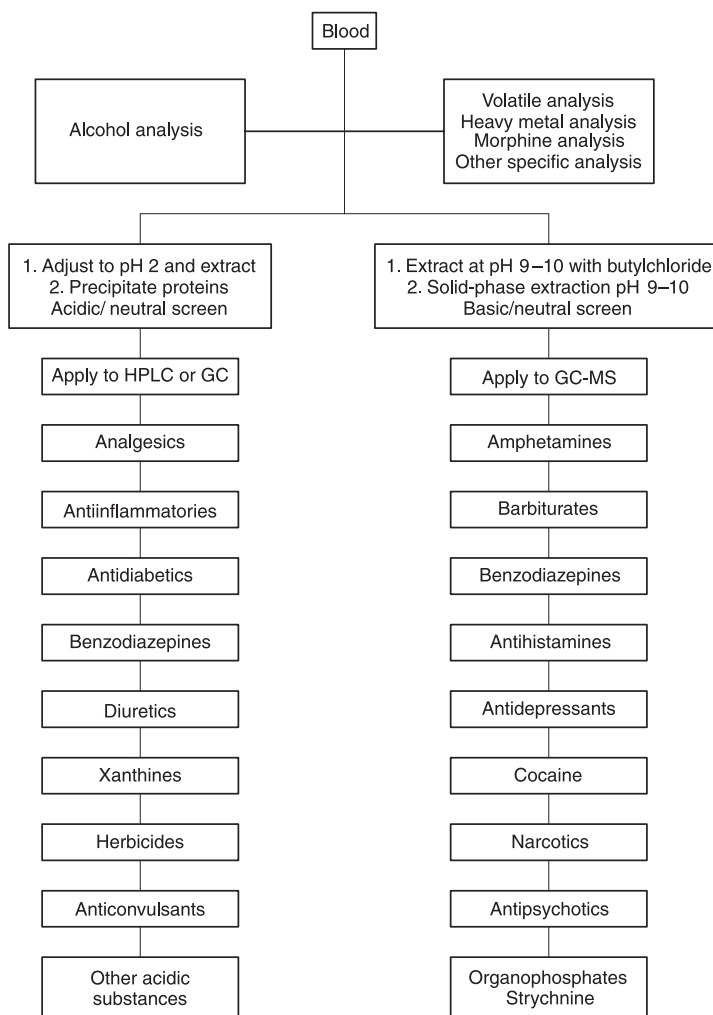 Blood
Alcohol analysis
Volatile analysis
Heavy metal analysis
Morphine analysis
Other specific analysis
1. Adjust to pH 2 and extract
2. Precipitate proteins
Acidic/ neutral screen
1. Extract at pH 9–10 with butylchloride
2. Solid-phase extraction pH 9–10
Basic/neutral screen
Apply to HPLC or GC
Analgesics
Antiinflammatories
Antidiabetics
Benzodiazepines
Diuretics
Xanthines
Herbicides
Anticonvulsants
Other acidic
substances
Apply to GC-MS
Amphetamines
Barbiturates
Benzodiazepines
Antihistamines
Antidepressants
Cocaine
Narcotics
Antipsychotics
Organophosphates
Strychnine